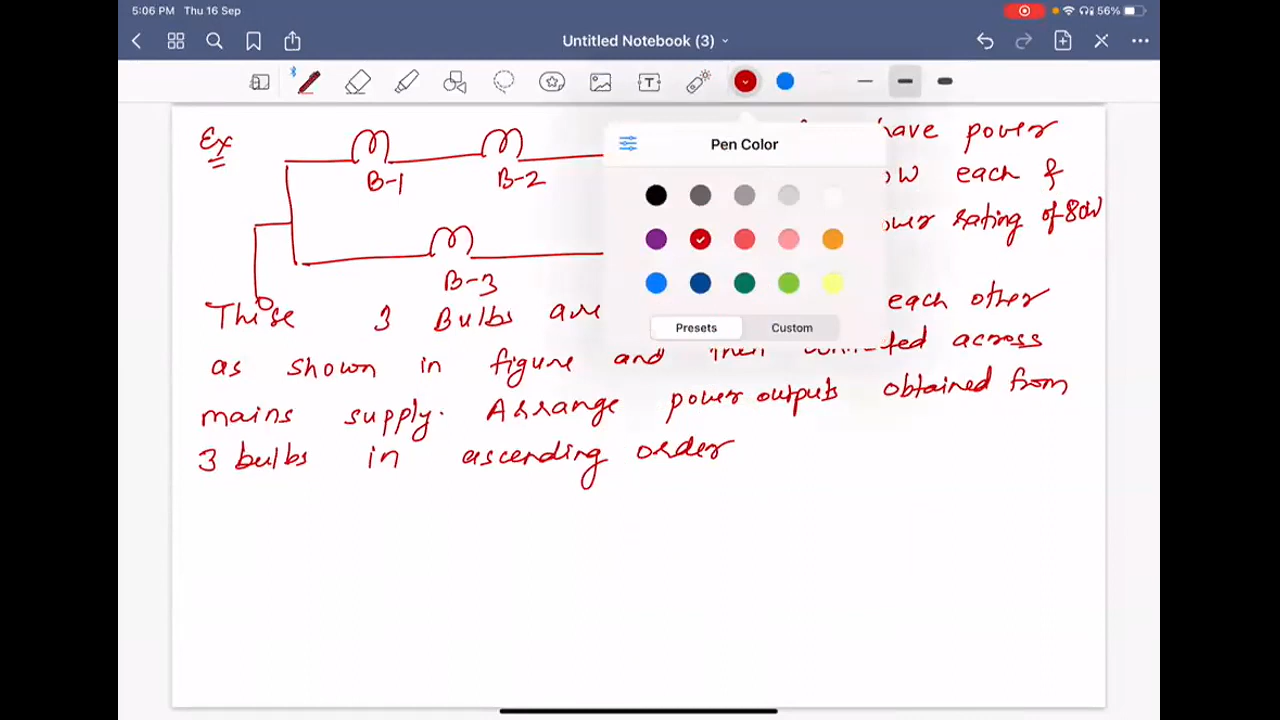 5:06 PM Thu 16 Sep
56%
Untitled Notebook (3)
T
Pen Color
Presets Custom
Ex
B-1 B-2
B-3
have power
each &
rating of 80W
These 3 Bulbs are each other
as shown in figure and then across
mains supply. Arrange power outputs obtained from
3 bulbs in ascending order